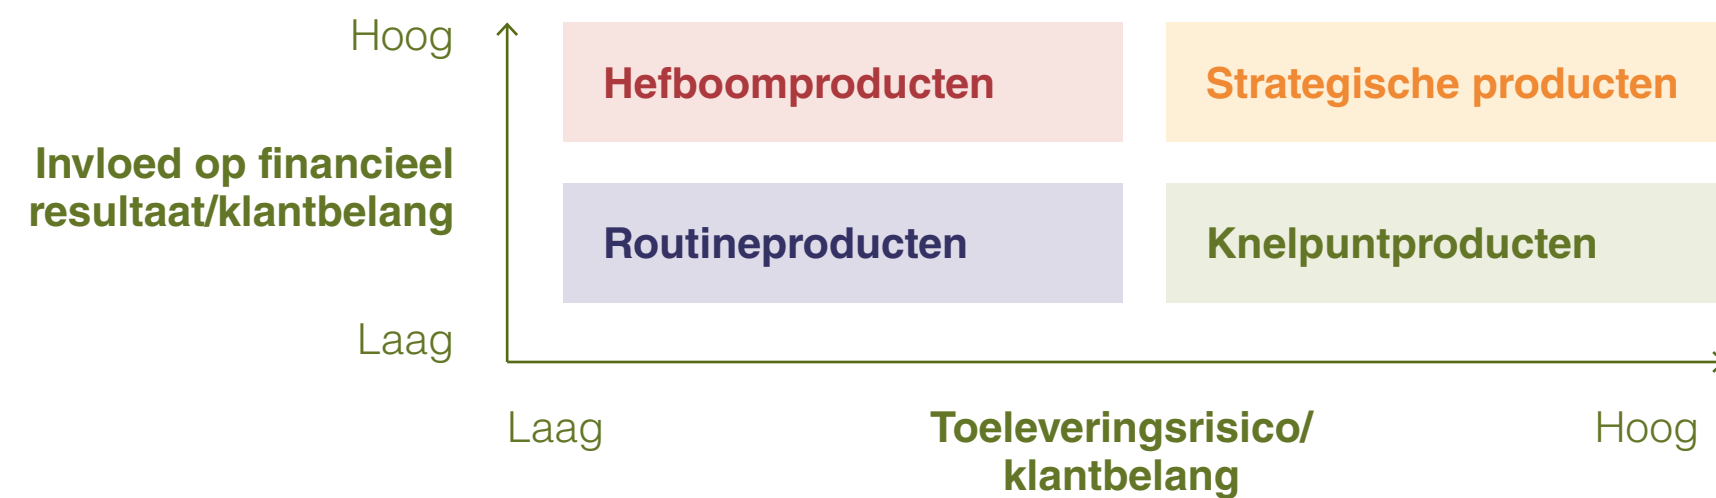 Hoog
Hefboomproducten
Strategische producten
Invloed op financieel
resultaat/klantbelang
Routineproducten
Knelpuntproducten
Laag
Laag
Toeleveringsrisico/
klantbelang
Hoog